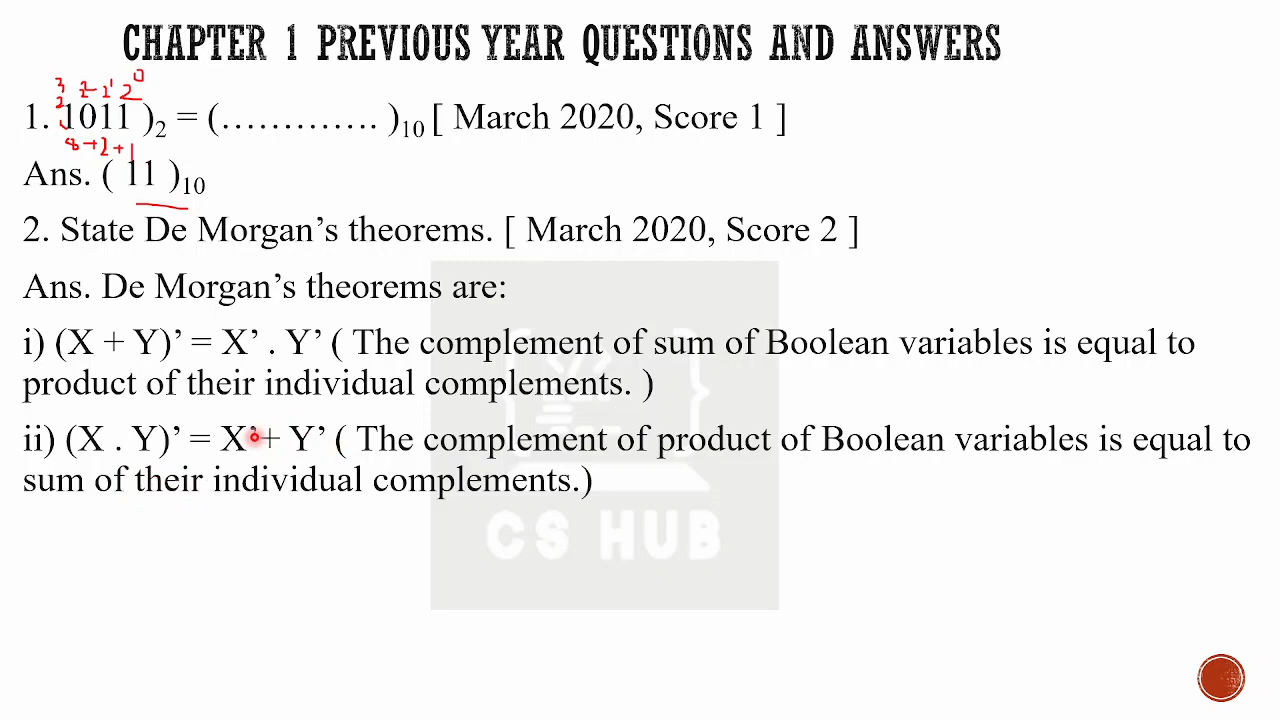 CHAPTER 1 PREVIOUS YEAR QUESTIONS AND ANSWERS
3 2 2¹ 2⁰
1. 1011 )₂ = (…………. )₁₀ [ March 2020, Score 1 ]
8+2+1
Ans. ( 11 )₁₀
2. State De Morgan’s theorems. [ March 2020, Score 2 ]
Ans. De Morgan’s theorems are:
i) (X + Y)’ = X’ . Y’ ( The complement of sum of Boolean variables is equal to
product of their individual complements. )
ii) (X . Y)’ = X’+ Y’ ( The complement of product of Boolean variables is equal to
sum of their individual complements.)
CS HUB